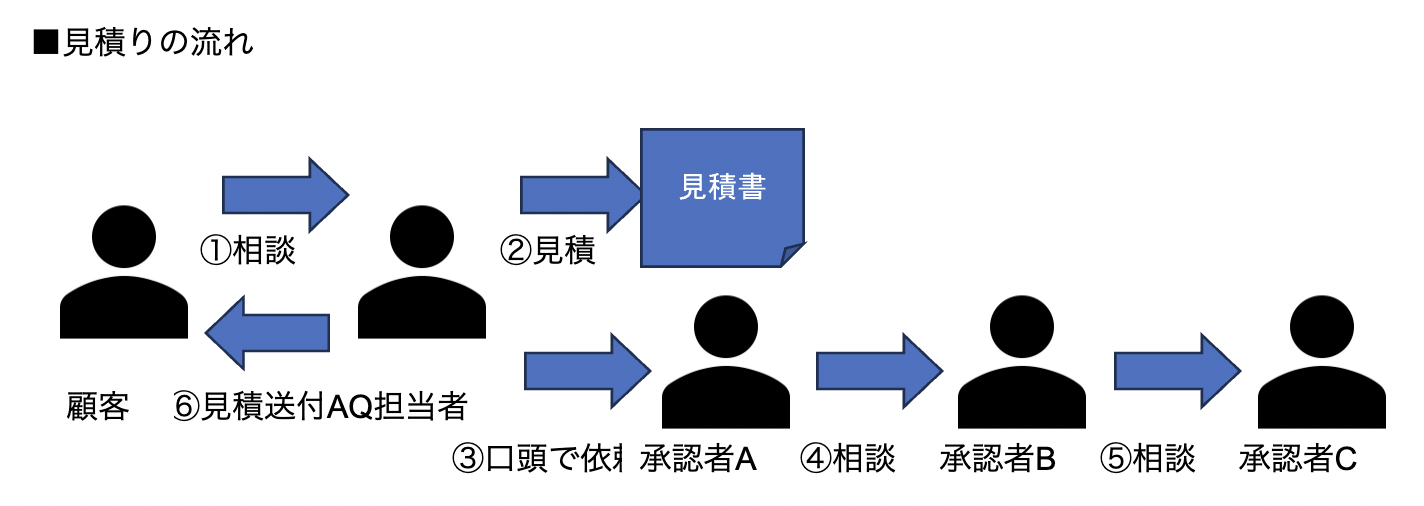 ■見積りの流れ
見積書
①相談
②見積
顧客
⑥見積送付
AQ担当者
③口頭で依頼
承認者A
④相談
承認者B
⑤相談
承認者C